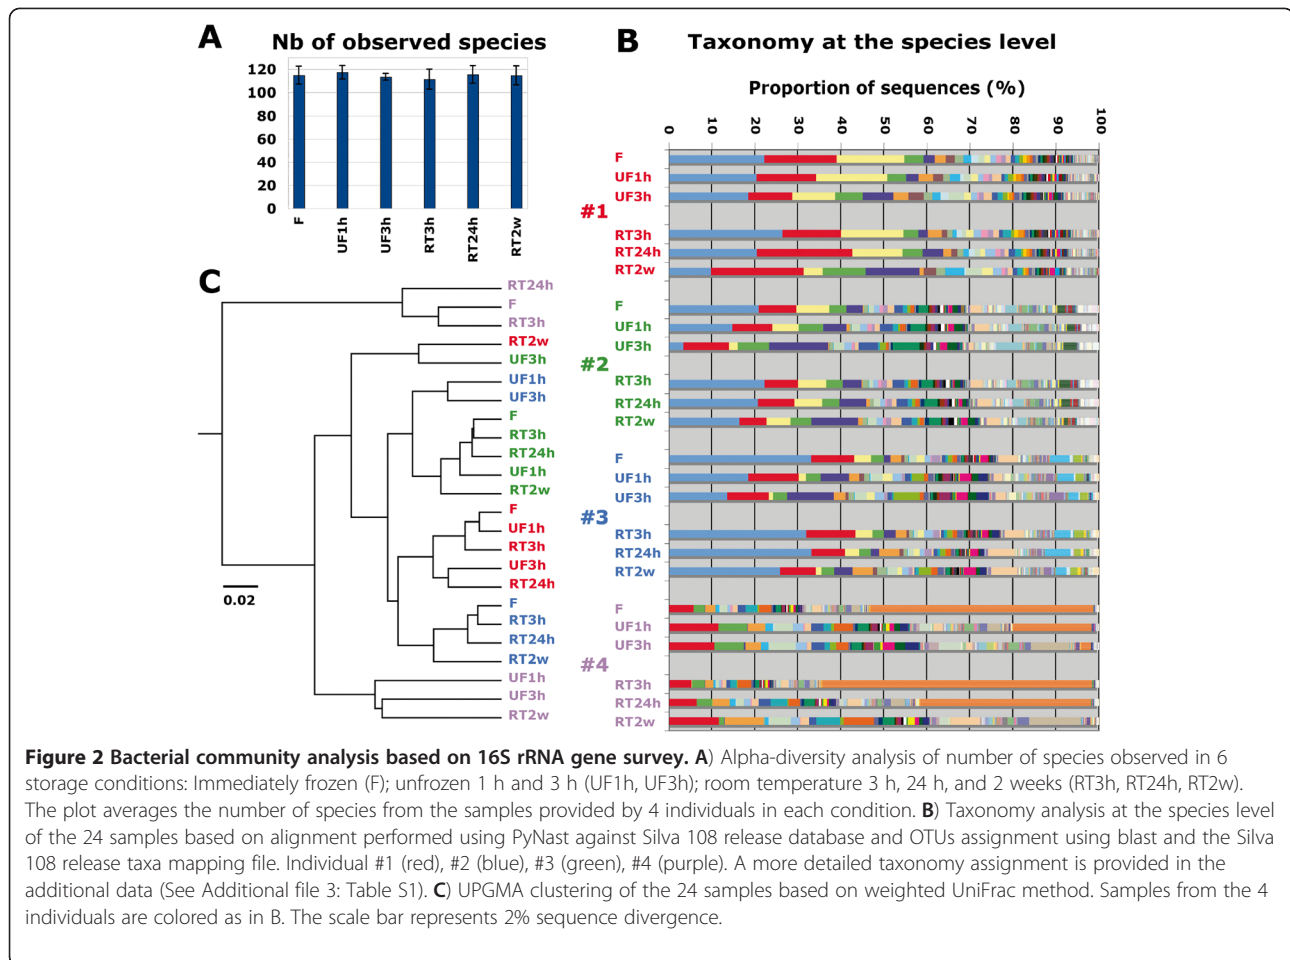 A
Nb of observed species
120
100
80
60
40
20
0
F
UF1h
UF3h
RT3h
RT24h
RT2w
B
Taxonomy at the species level
Proportion of sequences (%)
0
10
20
30
40
50
60
70
80
90
100
#1
F
UF1h
UF3h
RT3h
RT24h
RT2w
#2
F
UF1h
UF3h
RT3h
RT24h
RT2w
#3
F
UF1h
UF3h
RT3h
RT24h
RT2w
#4
F
UF1h
UF3h
RT3h
RT24h
RT2w
C
RT24h
F
RT3h
RT2w
UF3h
UF1h
UF3h
F
RT3h
RT24h
UF1h
RT2w
F
UF1h
RT3h
UF3h
RT24h
F
RT3h
RT24h
RT2w
UF1h
UF3h
RT2w
0.02
Figure 2 Bacterial community analysis based on 16S rRNA gene survey. A) Alpha-diversity analysis of number of species observed in 6
storage conditions: Immediately frozen (F); unfrozen 1 h and 3 h (UF1h, UF3h); room temperature 3 h, 24 h, and 2 weeks (RT3h, RT24h, RT2w).
The plot averages the number of species from the samples provided by 4 individuals in each condition. B) Taxonomy analysis at the species level
of the 24 samples based on alignment performed using PyNast against Silva 108 release database and OTUs assignment using blast and the Silva
108 release taxa mapping file. Individual #1 (red), #2 (blue), #3 (green), #4 (purple). A more detailed taxonomy assignment is provided in the
additional data (See Additional file 3: Table S1). C) UPGMA clustering of the 24 samples based on weighted UniFrac method. Samples from the 4
individuals are colored as in B. The scale bar represents 2% sequence divergence.